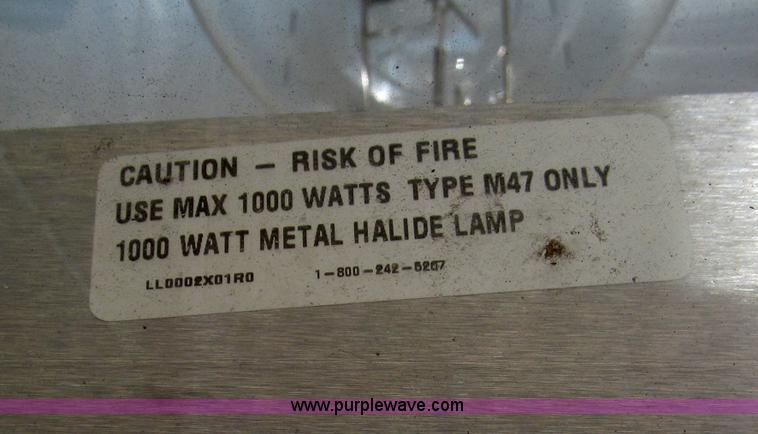 CAUTION — RISK OF FIRE
USE MAX 1000 WATTS TYPE M47 ONLY
1000 WATT METAL HALIDE LAMP
LL0002X01R0 1-800-242-5267
www.purplewave.com